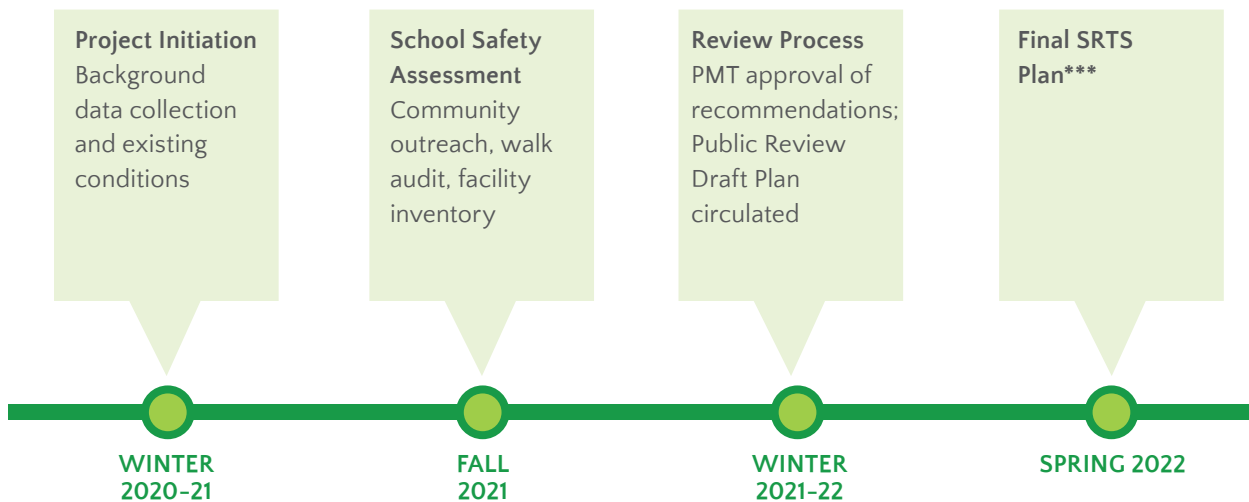 Project Initiation
Background
data collection
and existing
conditions
School Safety
Assessment
Community
outreach, walk
audit, facility
inventory
Review Process
PMT approval of
recommendations;
Public Review
Draft Plan
circulated
Final SRTS
Plan***
WINTER
2020-21
FALL
2021
WINTER
2021-22
SPRING 2022